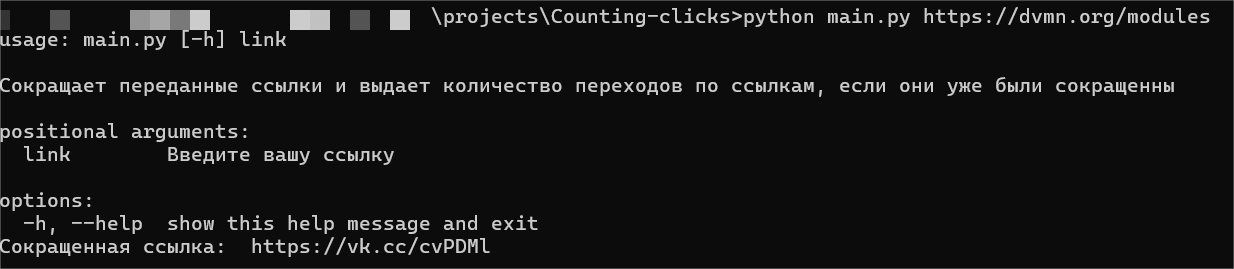 \projects\Counting-clicks>python main.py https://dvmn.org/modules
usage: main.py [-h] link
Сокращает переданные ссылки и выдает количество переходов по ссылкам, если они уже были сокращенны
positional arguments:
link Введите вашу ссылку
options:
-h, --help show this help message and exit
Сокращенная ссылка: https://vk.cc/cvPDMl